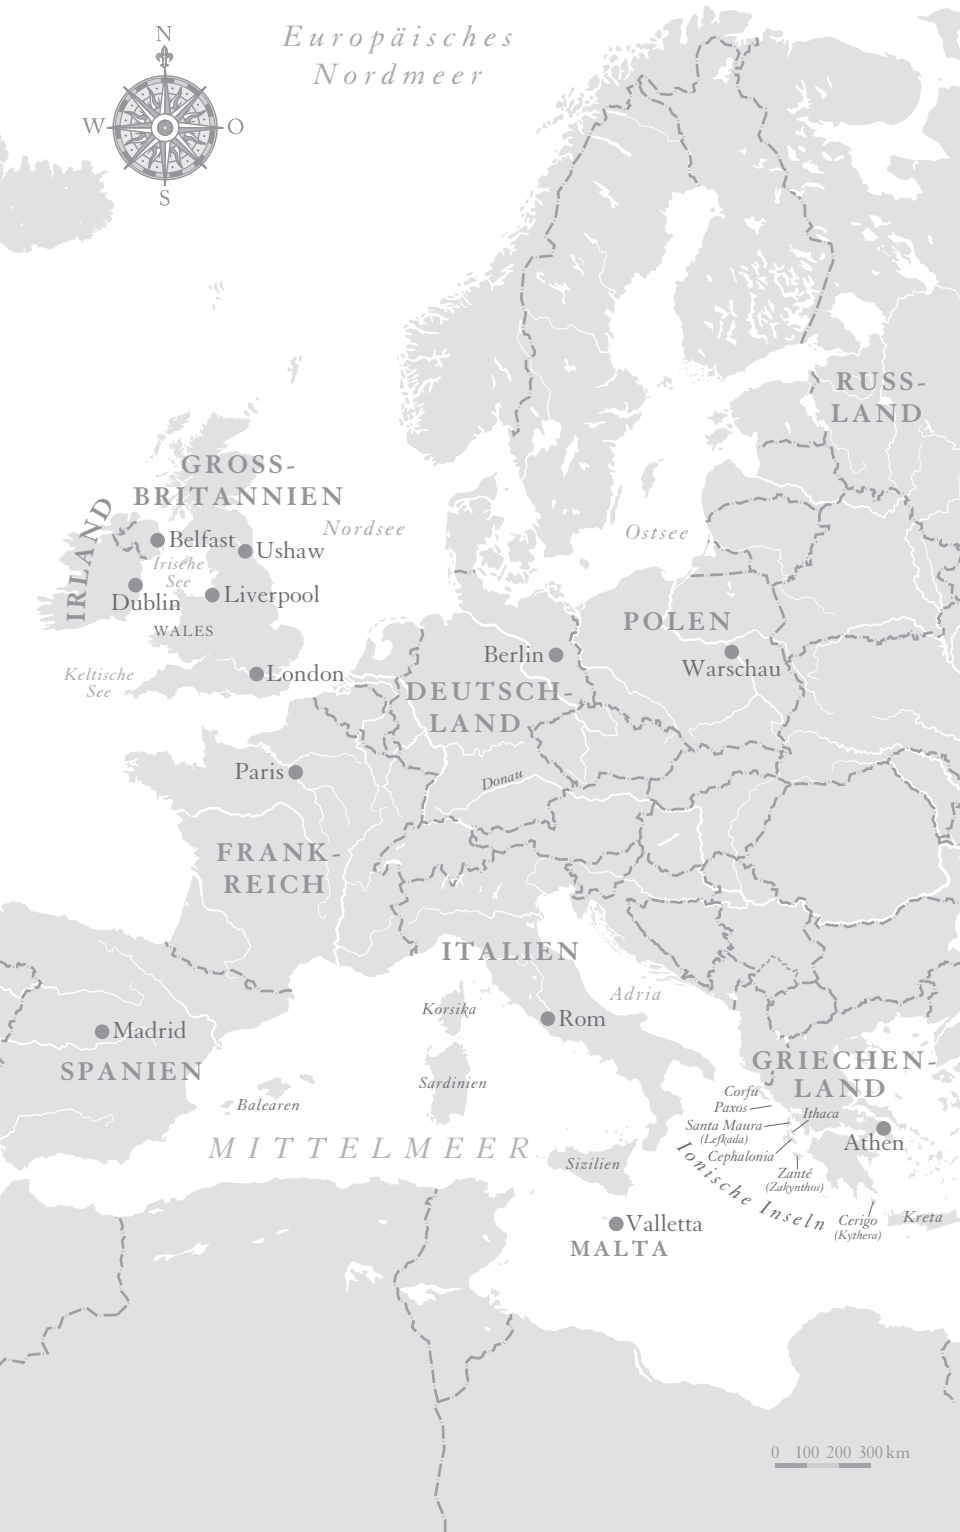 N
W
O
S
Europäisches
Nordmeer
RUSS-
LAND
GROSS-
BRITANNIEN
Nordsee
Ostsee
IRLAND
Belfast
Ushaw
Irische
See
Dublin
Liverpool
WALES
POLEN
Berlin
Warschau
Keltische
See
London
DEUTSCH-
LAND
Paris
Donau
FRANK-
REICH
ITALIEN
Adria
Korsika
Rom
Madrid
SPANIEN
Sardinien
Balearen
GRIECHEN-
LAND
Corfu
Paxos
Ithaca
Santa Maura
(Lefkada)
Athen
Cephalonia
MITTELMEER
Sizilien
Zanté
(Zakynthos)
Ionische Inseln
Cerigo
(Kythera)
Kreta
Valletta
MALTA
0 100 200 300 km